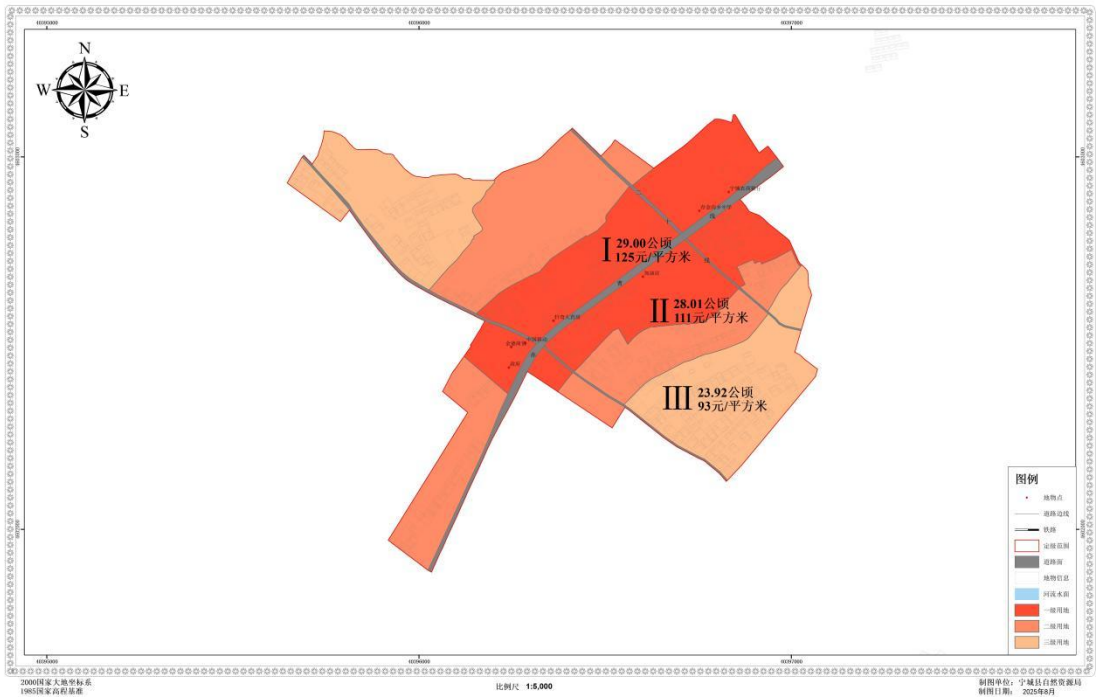 N
W
E
S
I
29.00公顷
125元/平方米
II
28.01公顷
111元/平方米
III
23.92公顷
93元/平方米
图例
地物点
道路边线
铁路
定级范围
道路面
地物信息
河流水面
一级用地
二级用地
三级用地
2000国家大地坐标系
1985国家高程基准
比例尺 1:5,000
制图单位：宁城县自然资源局
制图日期： 2025年8月